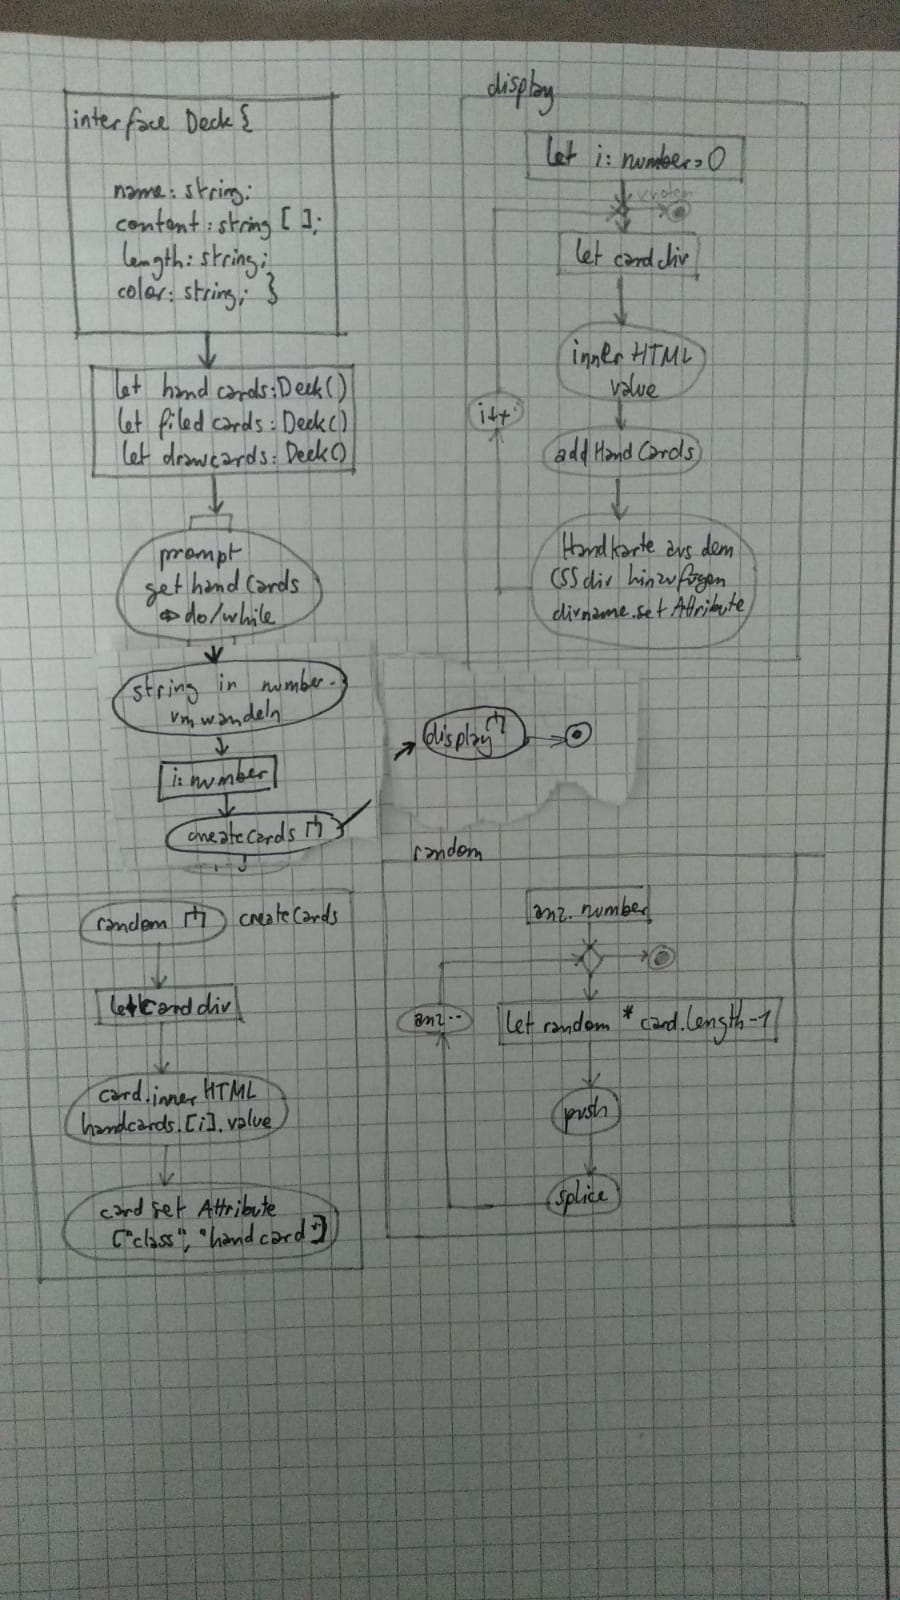 interface Deck {
name: string;
content: string [ ];
length: string;
color: string; }
let handcards: Deck()
let filed cards: Deck()
let drawcards: Deck()
prompt
get hand Cards
do/while
string in number
umwandeln
i: number
createCards
random
createCards
let card div
card.inner HTML
handcards.[i].value
card set Attribute
["class", "hand card"]
display
let i: number = 0
let card div
inner HTML
value
i++
add Hand Cards
Handkarte aus dem
CSS div hinzufügen
divname.set Attribute
display
random
anz. number
anz--
let random * card.length-1
push
splice